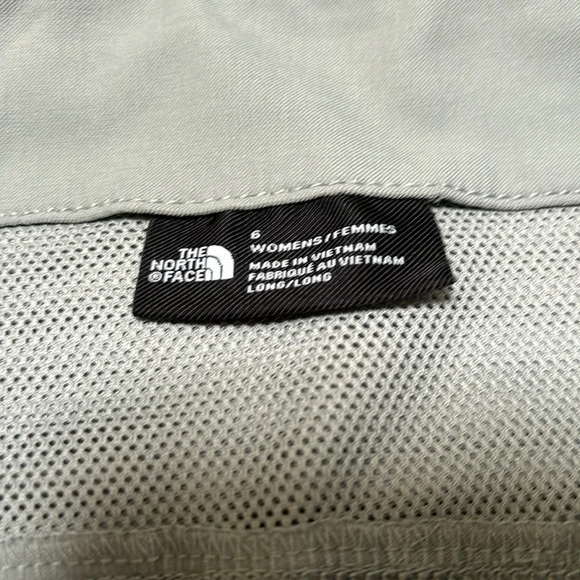 THE
NORTH
®FACE
6
WOMENS/FEMMES
MADE IN VIETNAM
FABRIQUÉ AU VIETNAM
LONG/LONG